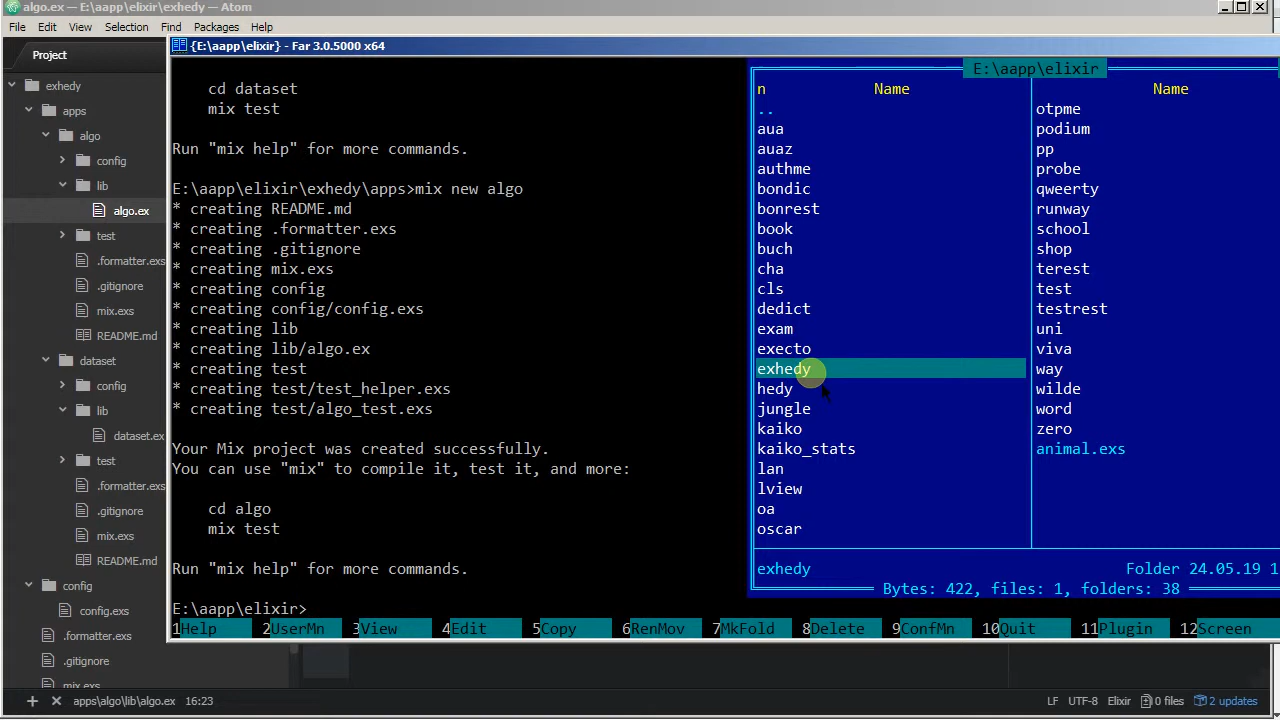 algo.ex — E:\aapp\elixir\exhedy — Atom
File Edit View Selection Find Packages Help
Project
exhedy
apps
algo
config
lib
algo.ex
test
.formatter.exs
.gitignore
mix.exs
README.md
dataset
config
lib
dataset.ex
test
.formatter.exs
.gitignore
mix.exs
README.md
config
config.exs
.formatter.exs
.gitignore
mix.exs
{E:\aapp\elixir} - Far 3.0.5000 x64
cd dataset
mix test
Run "mix help" for more commands.
E:\aapp\elixir\exhedy\apps>mix new algo
* creating README.md
* creating .formatter.exs
* creating .gitignore
* creating mix.exs
* creating config
* creating config/config.exs
* creating lib
* creating lib/algo.ex
* creating test
* creating test/test_helper.exs
* creating test/algo_test.exs
Your Mix project was created successfully.
You can use "mix" to compile it, test it, and more:
cd algo
mix test
Run "mix help" for more commands.
E:\aapp\elixir>
E:\aapp\elixir
n Name
..
aua
auaz
authme
bondic
bonrest
book
buch
cha
cls
dedict
exam
execto
exhedy
hedy
jungle
kaiko
kaiko_stats
lan
lview
oa
oscar
Name
otpme
podium
pp
probe
qweerty
runway
school
shop
terest
test
testrest
uni
viva
way
wilde
word
zero
animal.exs
exhedy Folder 24.05.19 1
Bytes: 422, files: 1, folders: 38
1Help 2UserMn 3View 4Edit 5Copy 6RenMov 7MkFold 8Delete 9ConfMn 10Quit 11Plugin 12Screen
apps\algo\lib\algo.ex 16:23 LF UTF-8 Elixir 0 files 2 updates